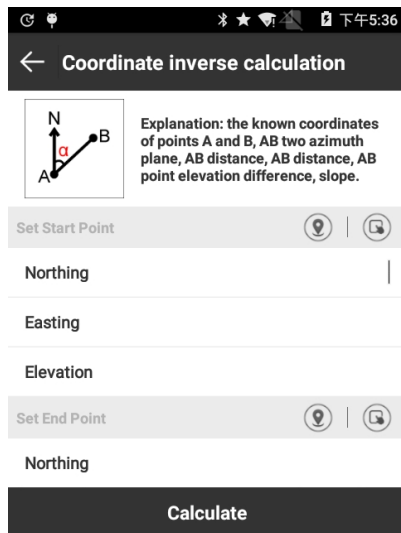 下午5:36
Coordinate inverse calculation
N
B
α
A
Explanation: the known coordinates
of points A and B, AB two azimuth
plane, AB distance, AB distance, AB
point elevation difference, slope.
Set Start Point
Northing
Easting
Elevation
Set End Point
Northing
Calculate